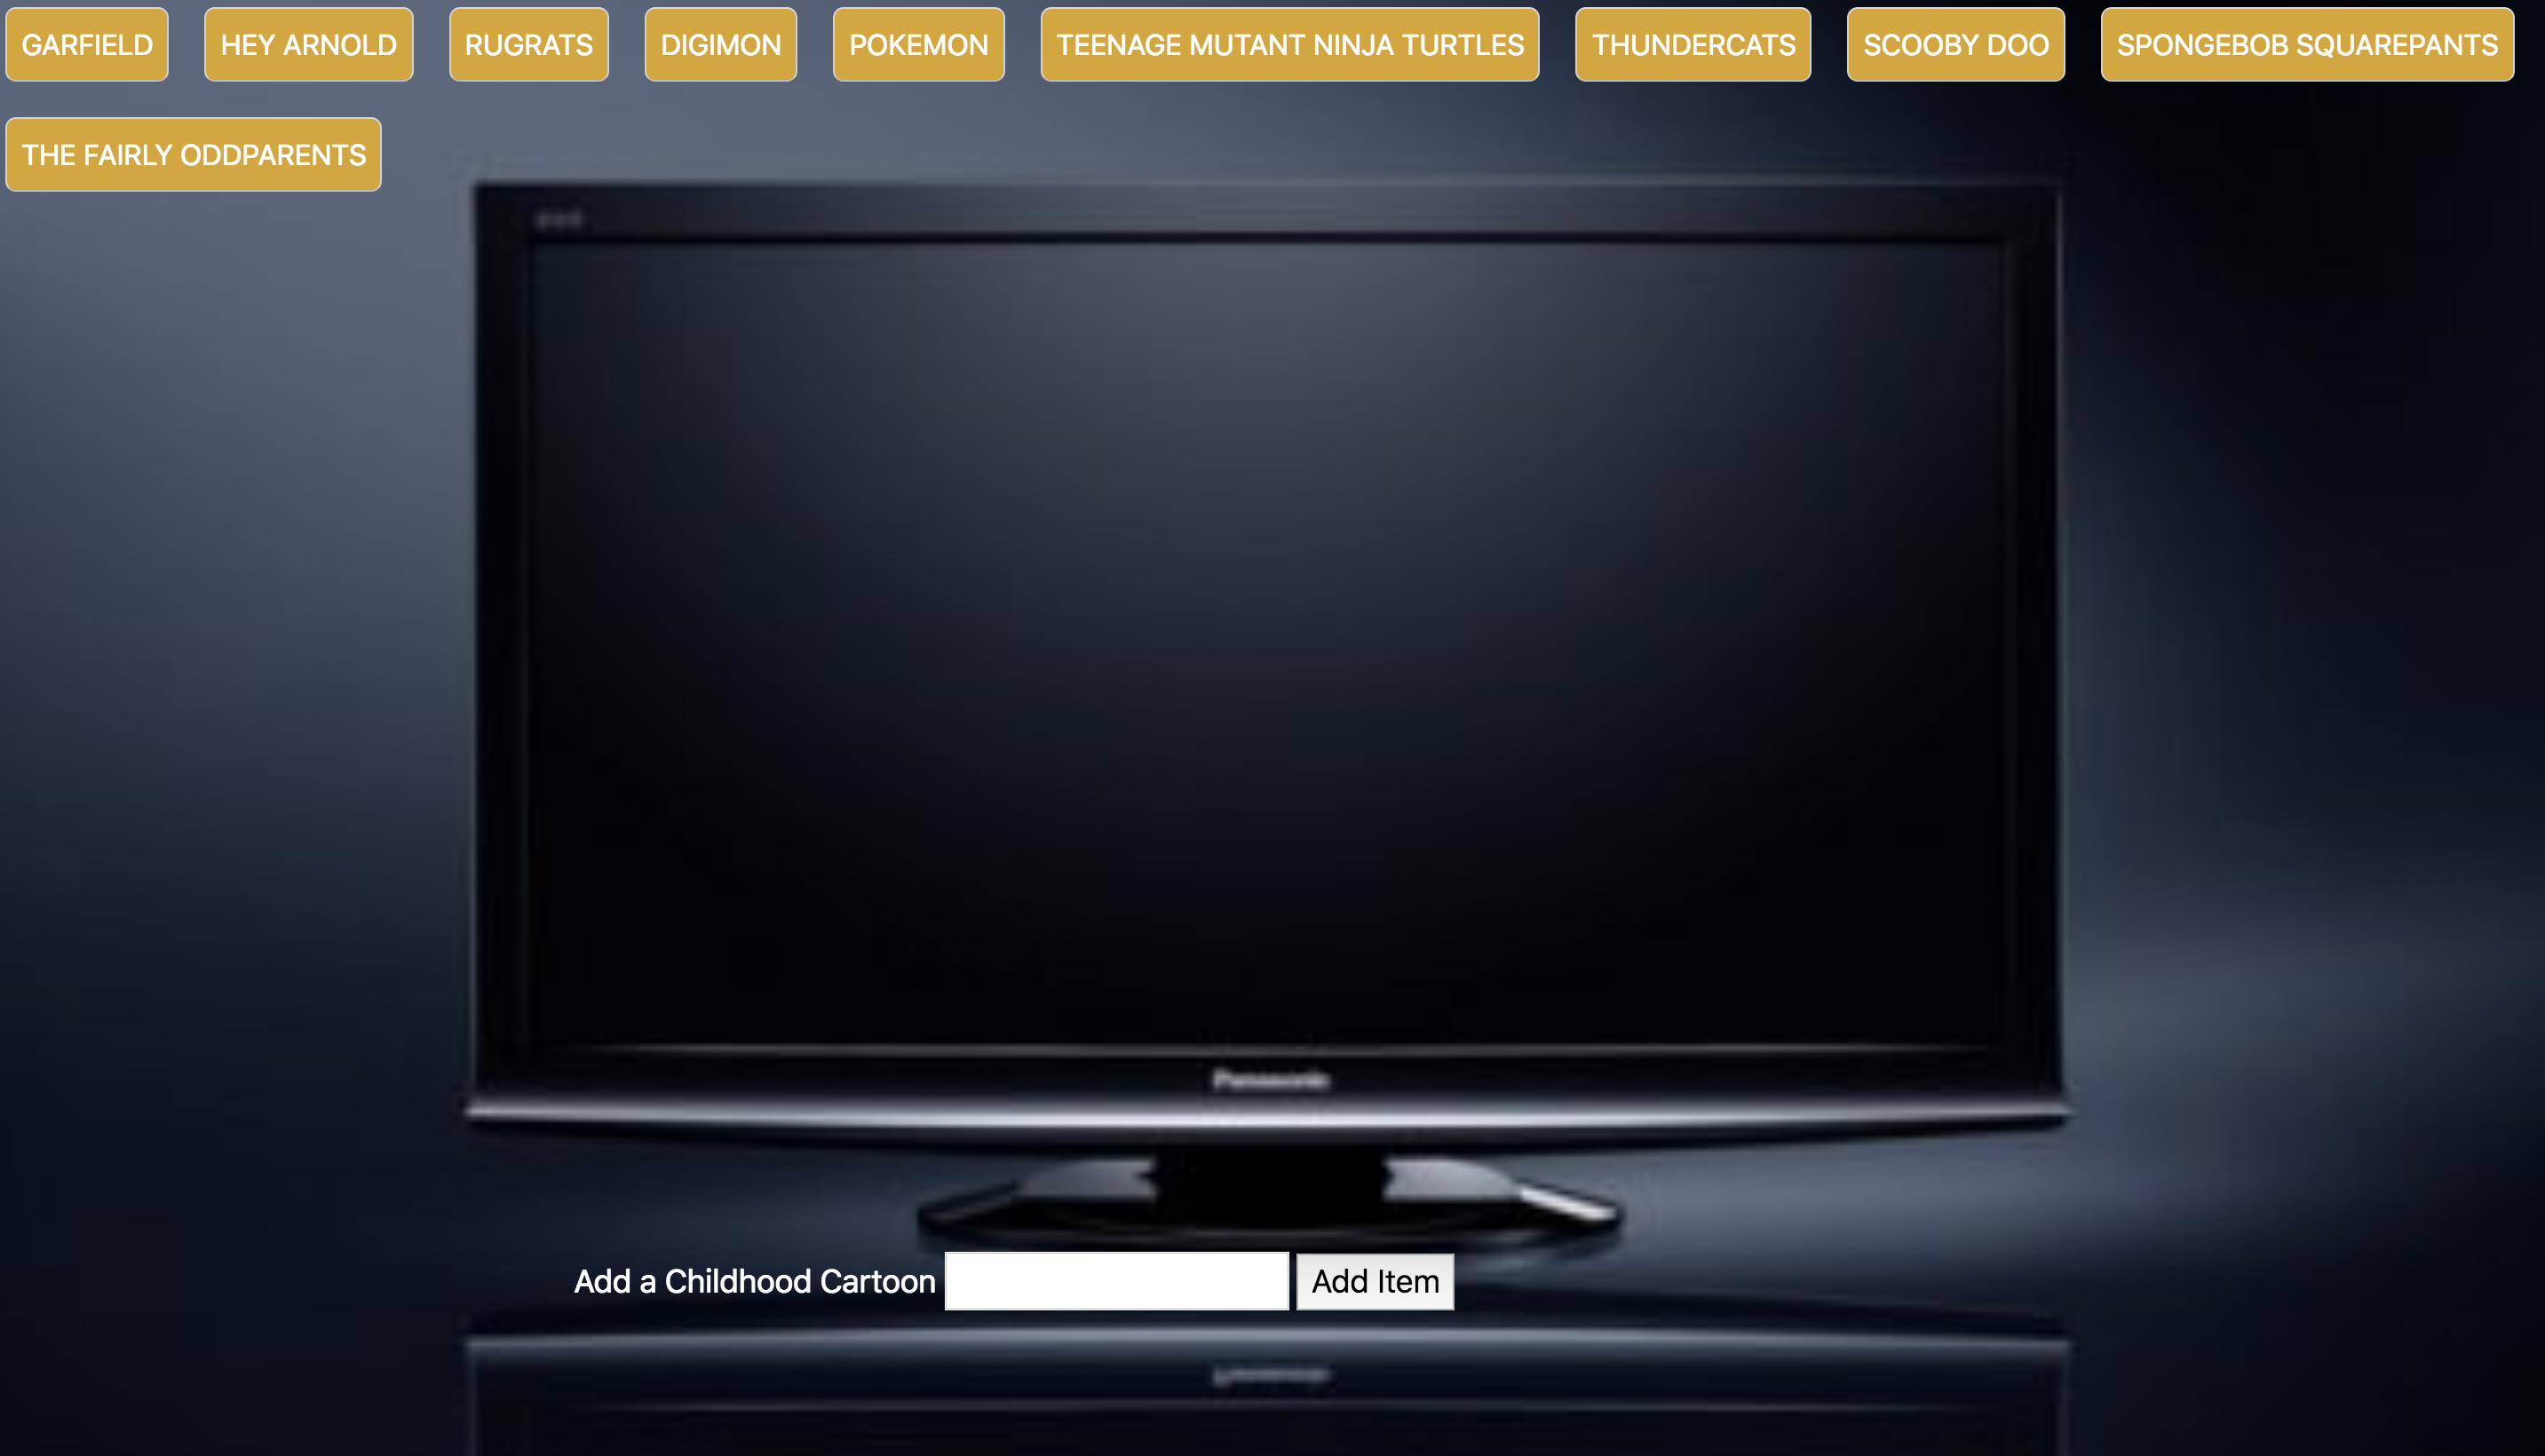 GARFIELD HEY ARNOLD RUGRATS DIGIMON POKEMON TEENAGE MUTANT NINJA TURTLES THUNDERCATS SCOOBY DOO SPONGEBOB SQUAREPANTS
THE FAIRLY ODDPARENTS
Panasonic
Add a Childhood Cartoon Add Item